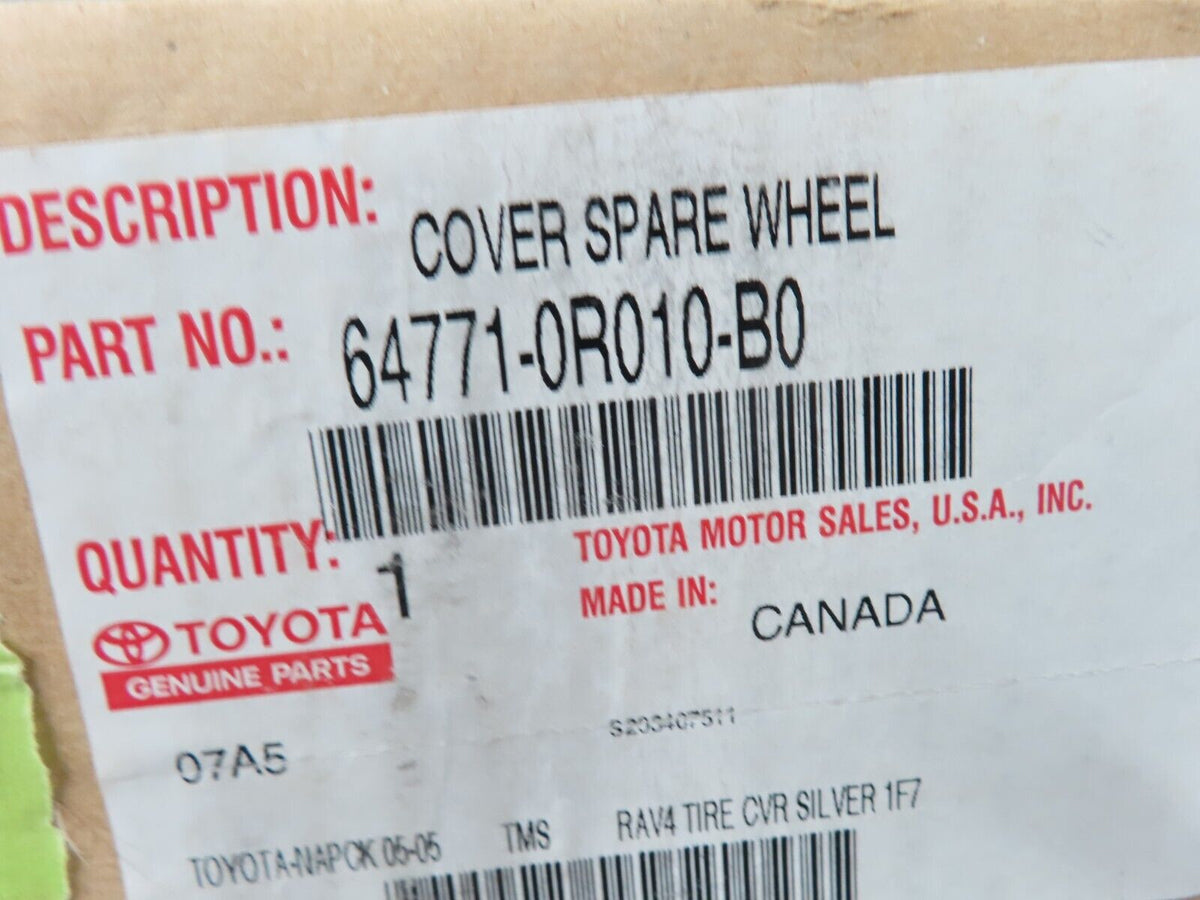 DESCRIPTION: COVER SPARE WHEEL
PART NO.: 64771-0R010-B0
QUANTITY: 1
TOYOTA MOTOR SALES, U.S.A., INC.
MADE IN: CANADA
TOYOTA
GENUINE PARTS
07A5
S203407511
TOYOTA-NAPCK 05-05 TMS RAV4 TIRE CVR SILVER 1F7